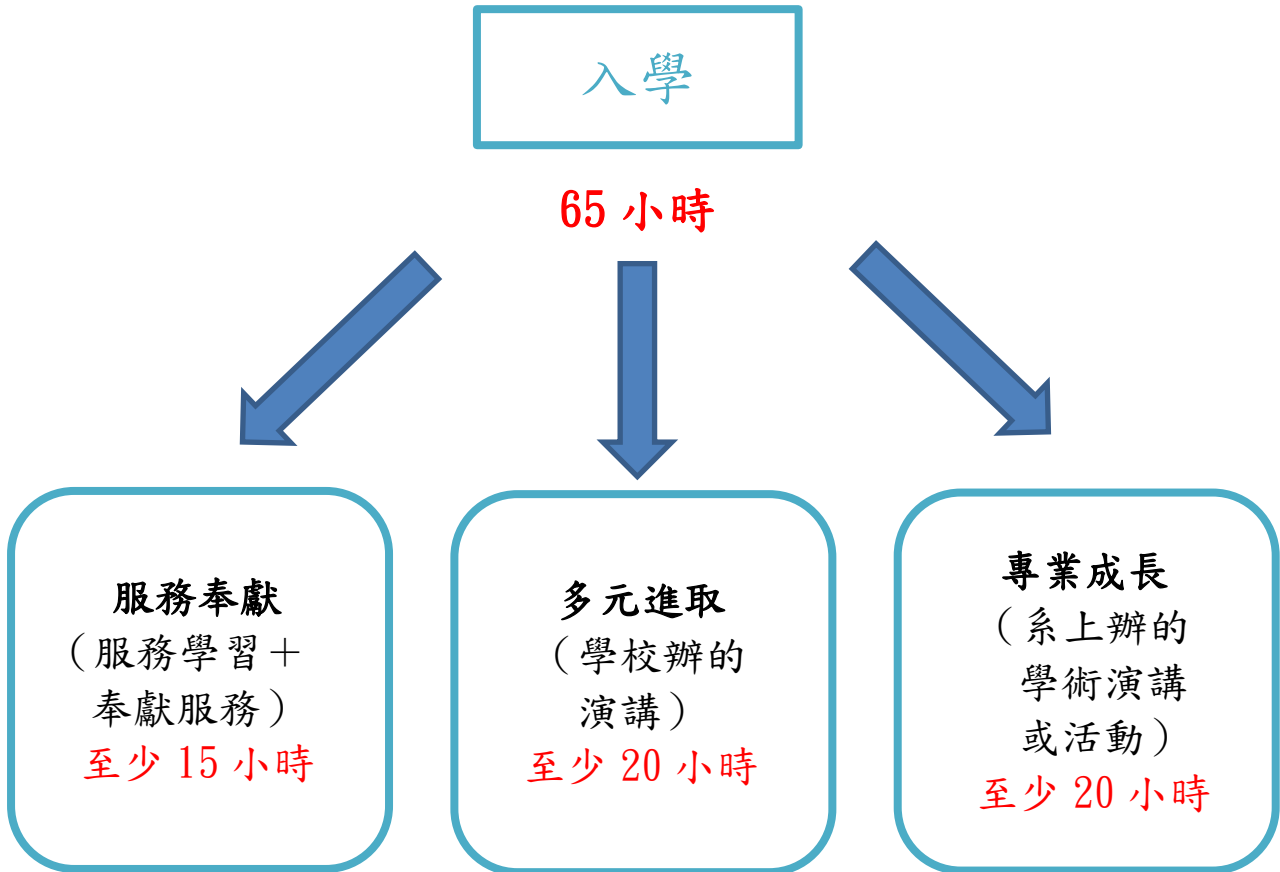 入學
65 小時
服務奉獻
（服務學習＋
奉獻服務）
至少 15 小時
多元進取
（學校辦的
演講）
至少 20 小時
專業成長
（系上辦的
學術演講
或活動）
至少 20 小時